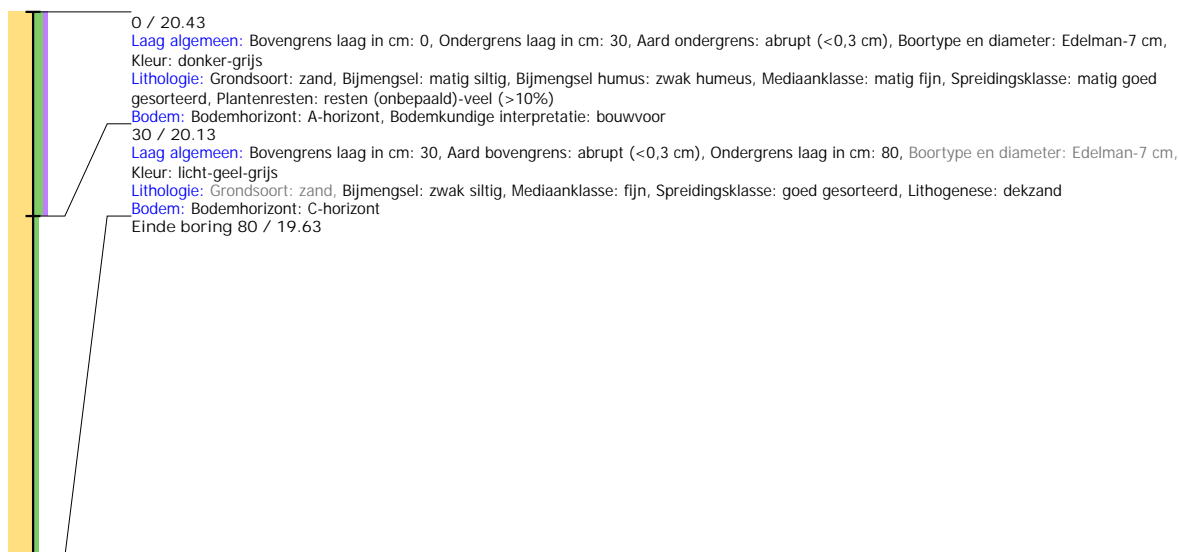 0 / 20.43
Laag algemeen: Bovengrens laag in cm: 0, Ondergrens laag in cm: 30, Aard ondergrens: abrupt (<0,3 cm), Boortype en diameter: Edelman-7 cm,
Kleur: donker-grijs
Lithologie: Grondsoort: zand, Bijmengsel: matig siltig, Bijmengsel humus: zwak humeus, Mediaanklasse: matig fijn, Spreidingsklasse: matig goed
gesorteerd, Plantenresten: resten (onbepaald)-veel (>10%)
Bodem: Bodemhorizont: A-horizont, Bodemkundige interpretatie: bouwvoor
30 / 20.13
Laag algemeen: Bovengrens laag in cm: 30, Aard bovengrens: abrupt (<0,3 cm), Ondergrens laag in cm: 80, Boortype en diameter: Edelman-7 cm,
Kleur: licht-geel-grijs
Lithologie: Grondsoort: zand, Bijmengsel: zwak siltig, Mediaanklasse: fijn, Spreidingsklasse: goed gesorteerd, Lithogenese: dekzand
Bodem: Bodemhorizont: C-horizont
Einde boring 80 / 19.63